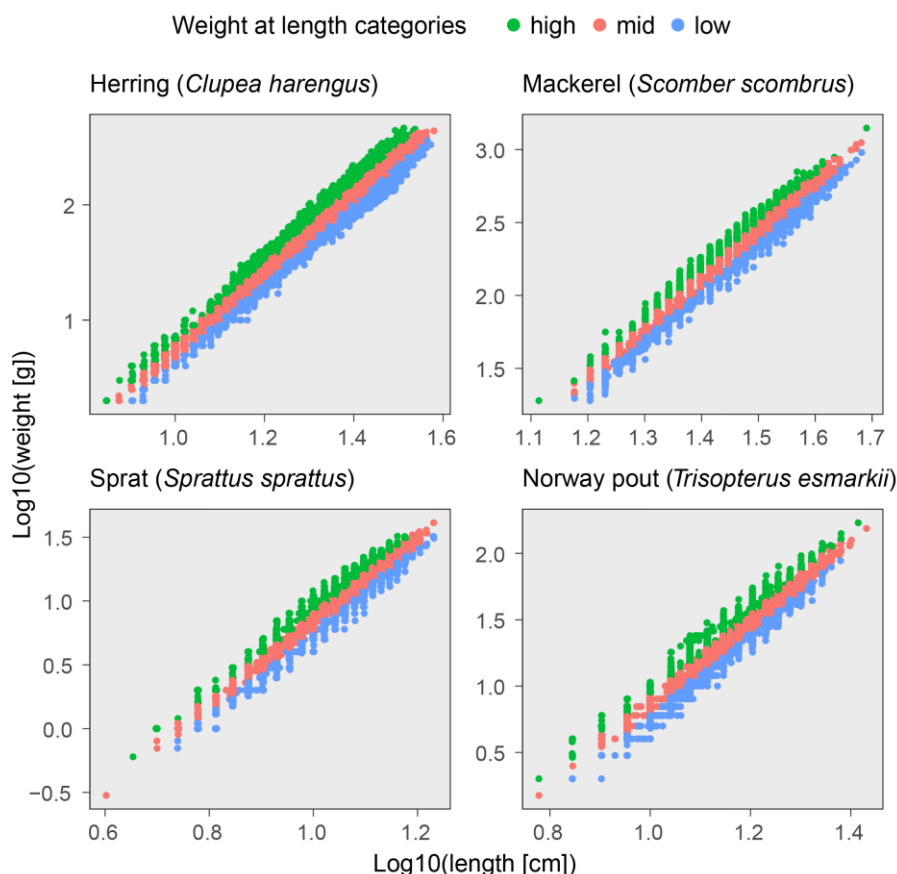 Weight at length categories high mid low
Herring (Clupea harengus)
Mackerel (Scomber scombrus)
2
1
1.0 1.2 1.4 1.6
3.0
2.5
2.0
1.5
1.1 1.2 1.3 1.4 1.5 1.6 1.7
Log10(weight [g])
Sprat (Sprattus sprattus)
Norway pout (Trisopterus esmarkii)
1.5
1.0
0.5
0.0
−0.5
0.6 0.8 1.0 1.2
2.0
1.5
1.0
0.5
0.8 1.0 1.2 1.4
Log10(length [cm])